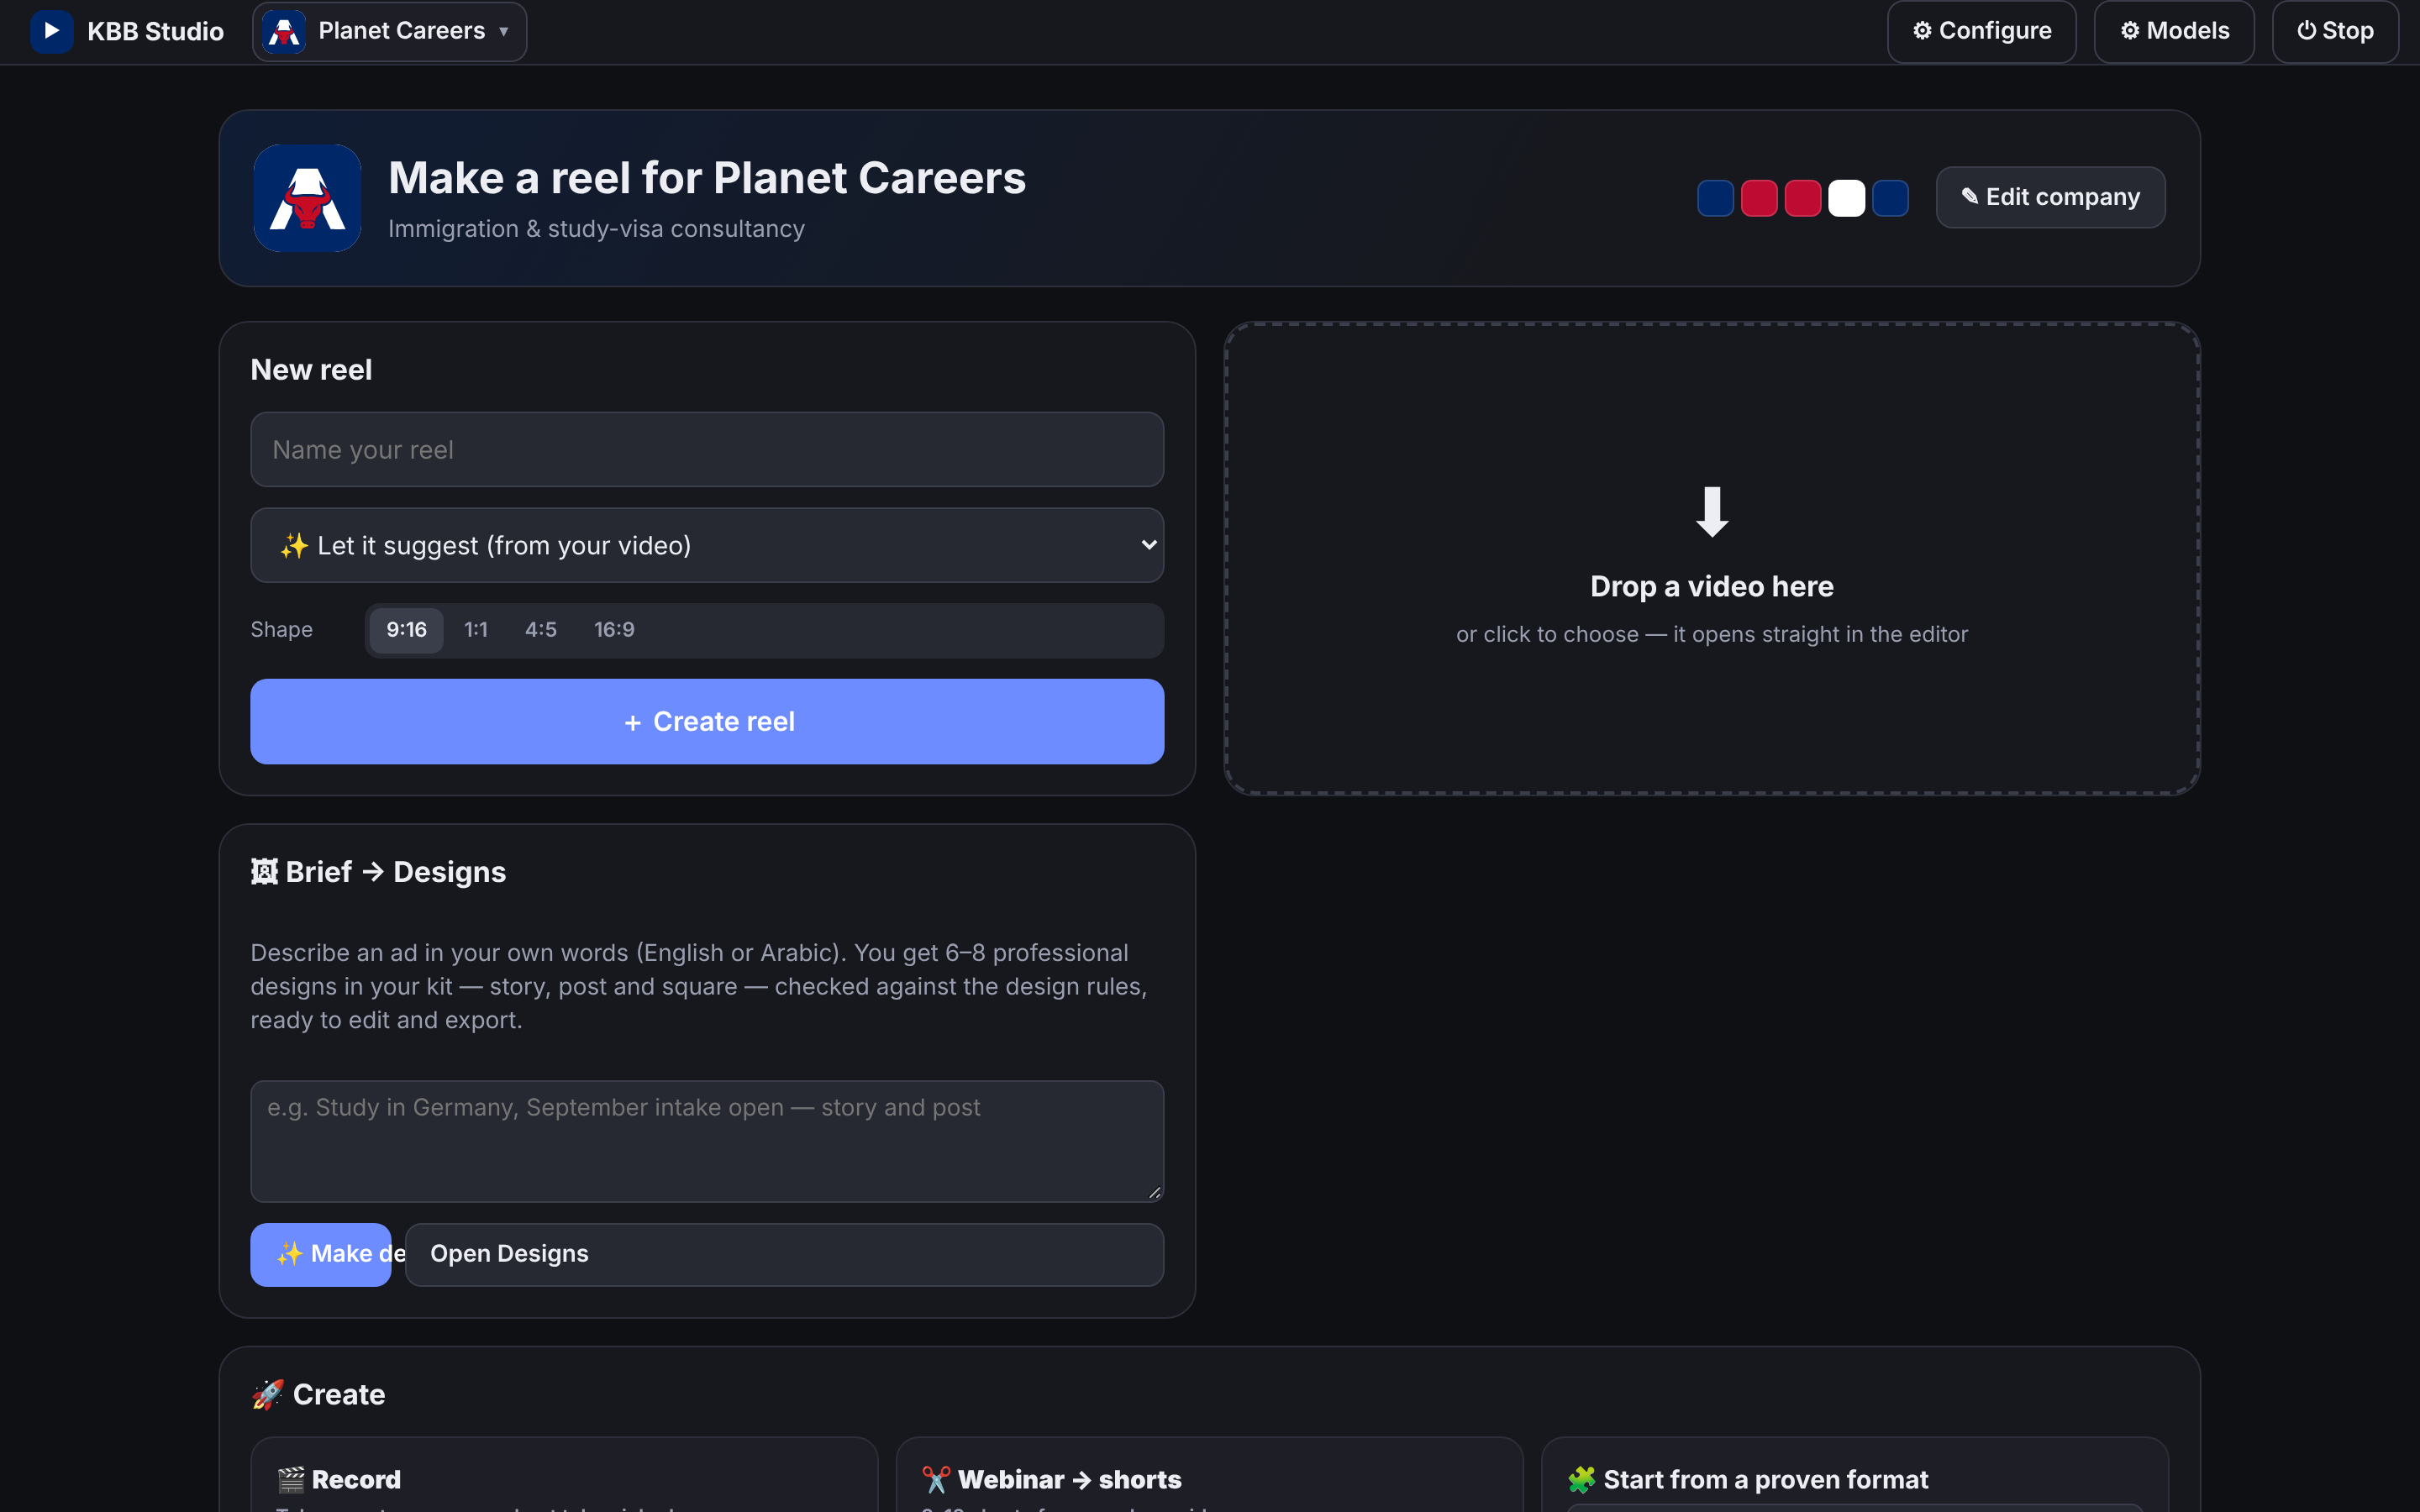 KBB Studio
Planet Careers ▾
⚙ Configure
⚙ Models
⏻ Stop
Make a reel for Planet Careers
Immigration & study-visa consultancy
✎ Edit company
New reel
Name your reel
✨ Let it suggest (from your video)
Shape
9:16
1:1
4:5
16:9
+ Create reel
⬇
Drop a video here
or click to choose — it opens straight in the editor
🖼 Brief → Designs
Describe an ad in your own words (English or Arabic). You get 6–8 professional
designs in your kit — story, post and square — checked against the design rules,
ready to edit and export.
e.g. Study in Germany, September intake open — story and post
✨ Make de
Open Designs
🚀 Create
🎬 Record
✂️ Webinar → shorts
🧩 Start from a proven format